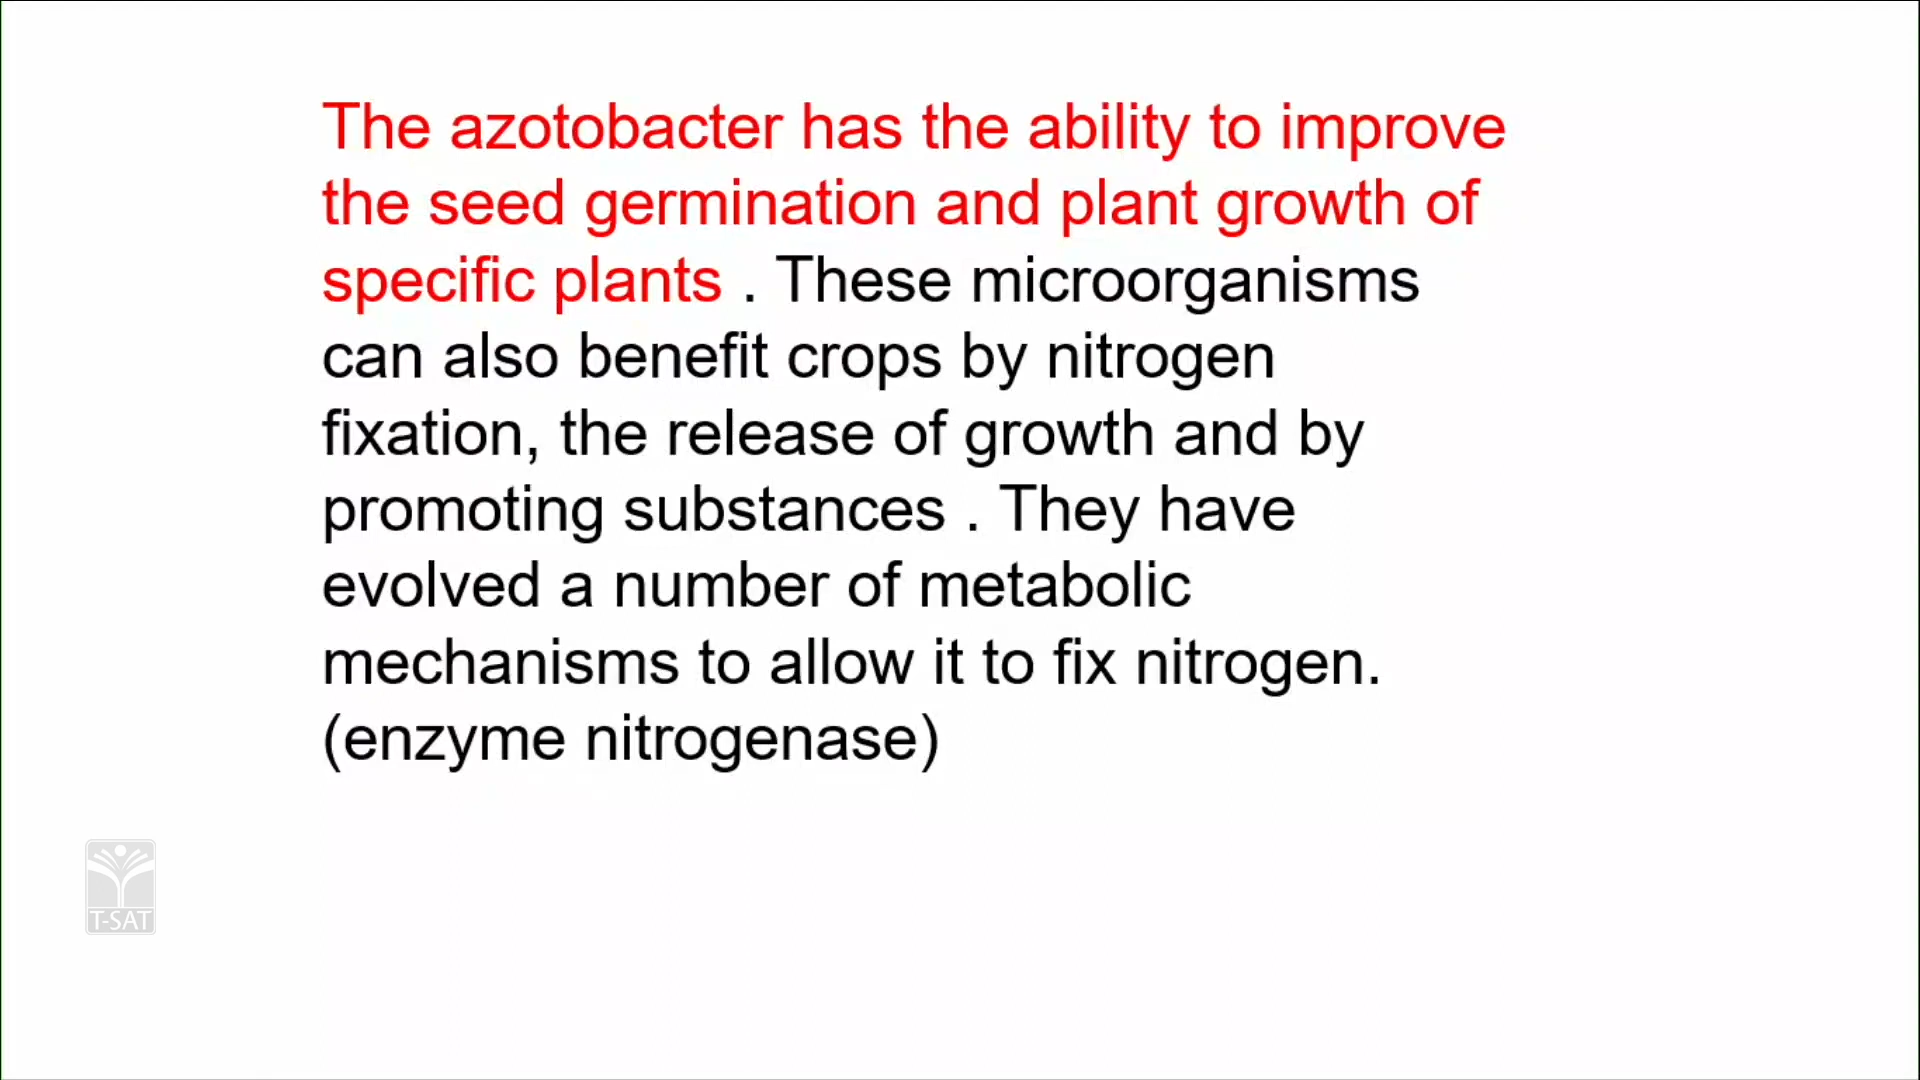 The azotobacter has the ability to improve
the seed germination and plant growth of
specific plants . These microorganisms
can also benefit crops by nitrogen
fixation, the release of growth and by
promoting substances . They have
evolved a number of metabolic
mechanisms to allow it to fix nitrogen.
(enzyme nitrogenase)
T-SAT